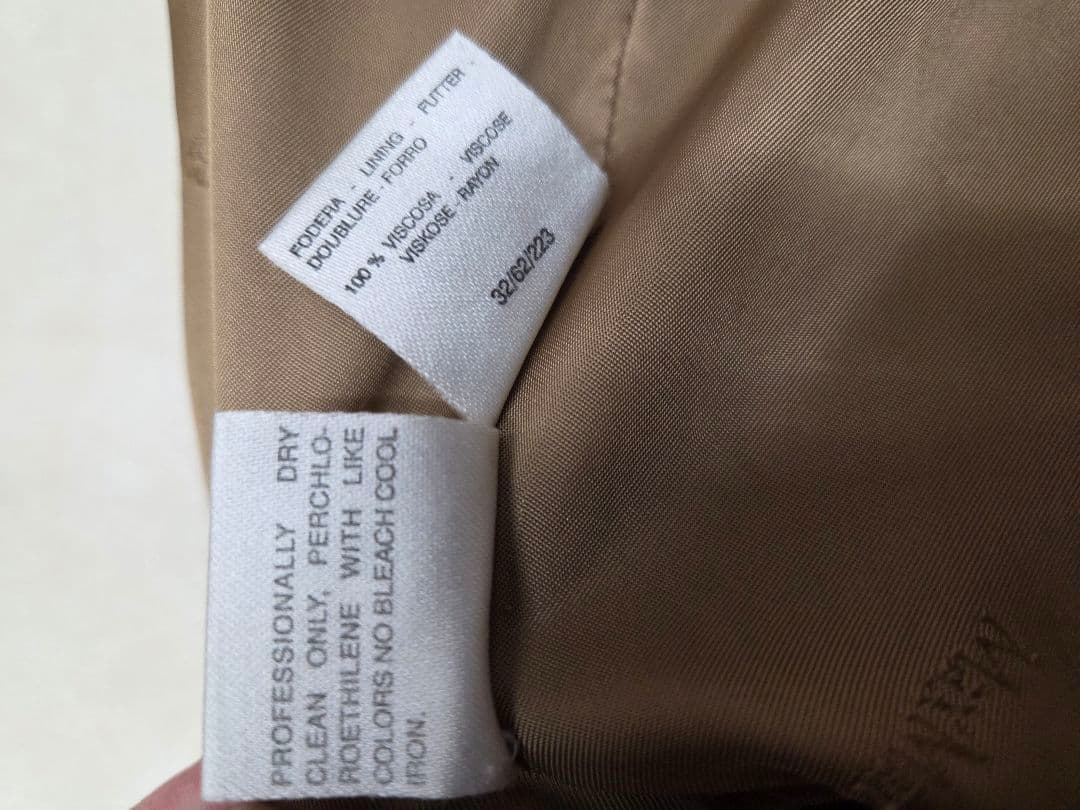 FODERA - LINING - FUTTER -
DOUBLURE - FORRO
100 % VISCOSA - VISCOSE
VISKOSE - RAYON
32/62/223
PROFESSIONALLY DRY
CLEAN ONLY, PERCHLO-
ROETHILENE WITH LIKE
COLORS NO BLEACH COOL
IRON.